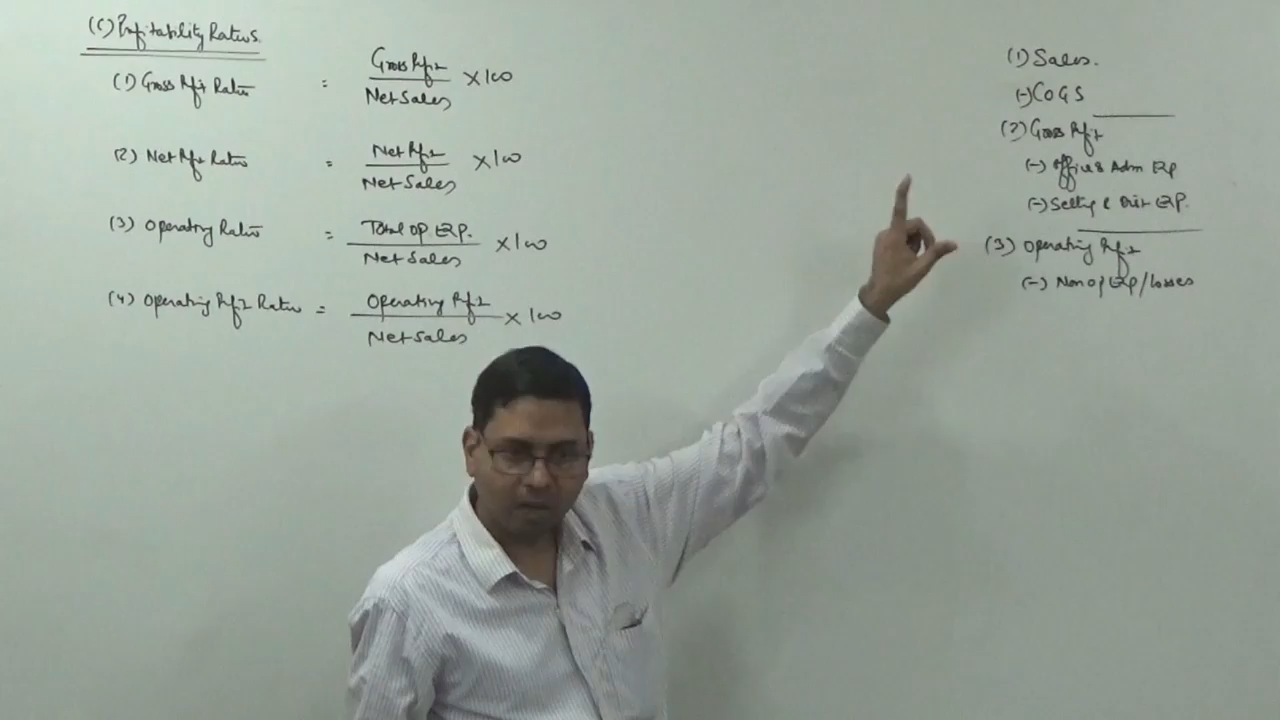 (C) Profitability Ratios.
(1) Gross Profit Ratio = Gross Profit / Net Sales × 100
(2) Net Profit Ratio = Net Profit / Net Sales × 100
(3) Operating Ratio = Total Op Exp. / Net Sales × 100
(4) Operating Profit Ratio = Operating Profit / Net Sales × 100
(1) Sales.
(-) COGS
(2) Gross Profit
(-) Office & Adm Exp
(-) Selling & Dist Exp.
(3) Operating Profit
(-) Non op Exp/Losses